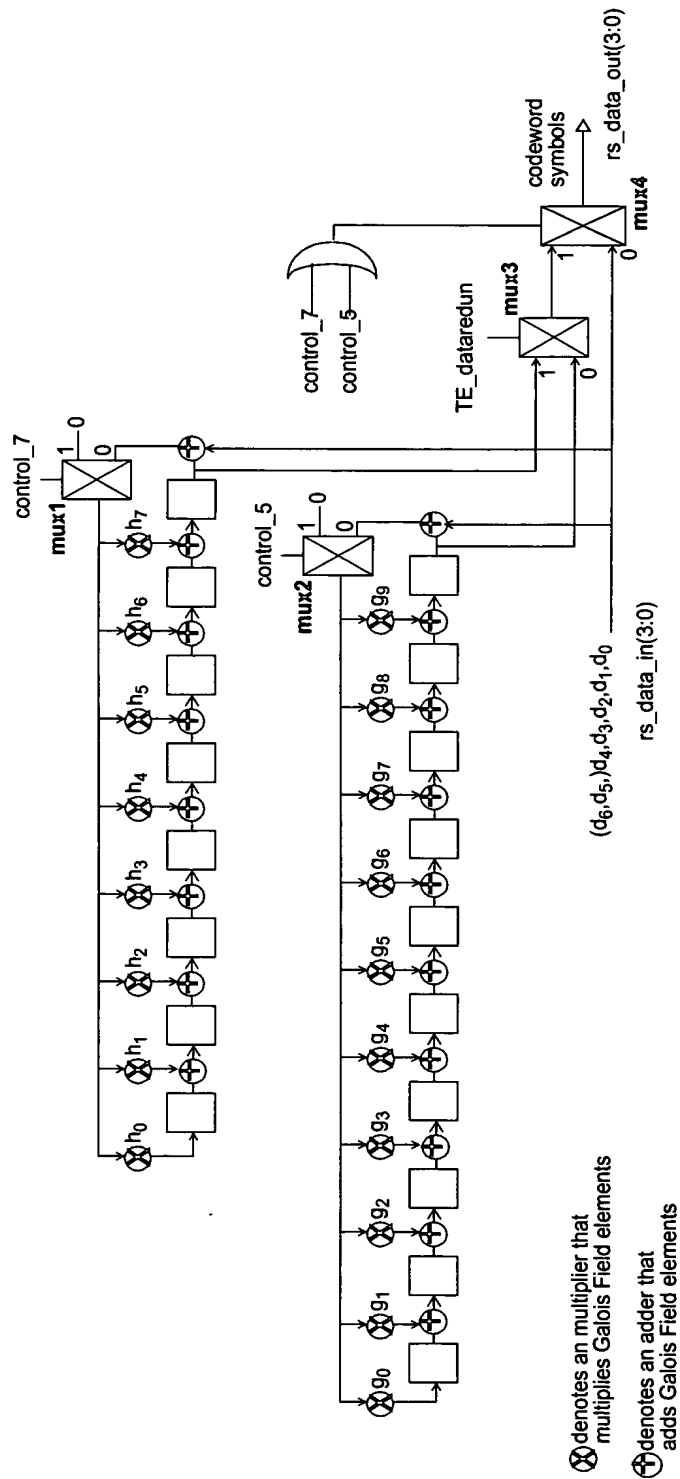 control_7
1
0
0
mux1
h0
h1
h2
h3
h4
h5
h6
h7
control_5
1
0
0
mux2
g0
g1
g2
g3
g4
g5
g6
g7
g8
g9
(d6,d5,)d4,d3,d2,d1,d0
rs_data_in(3:0)
TE_dataredun
mux3
1
0
control_7
control_5
1
0
mux4
codeword
symbols
rs_data_out(3:0)
denotes an multiplier that
multiplies Galois Field elements
denotes an adder that
adds Galois Field elements